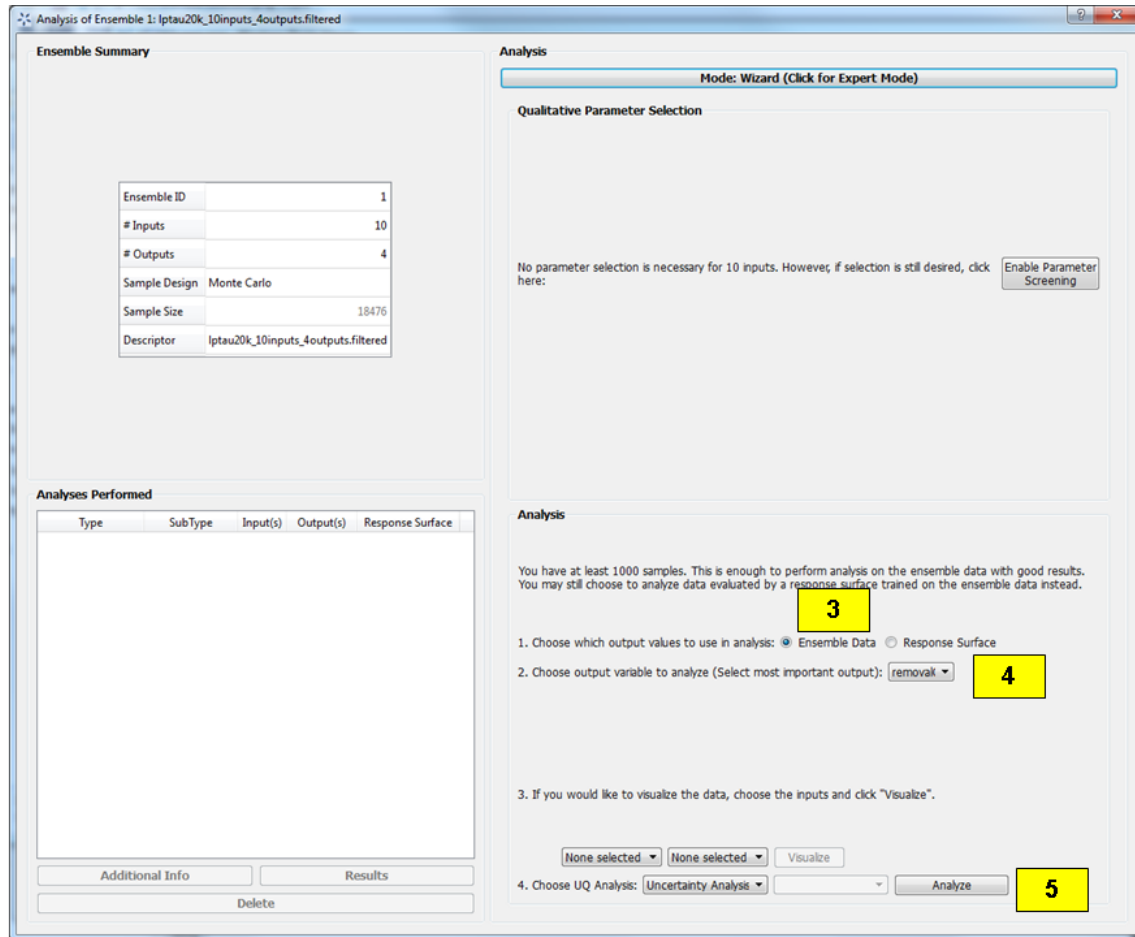 Analysis of Ensemble 1: lptau20k_10inputs_4outputs.filtered
Ensemble Summary
Ensemble ID 1
# Inputs 10
# Outputs 4
Sample Design Monte Carlo
Sample Size 18476
Descriptor lptau20k_10inputs_4outputs.filtered
Analyses Performed
Type SubType Input(s) Output(s) Response Surface
Additional Info Results
Delete
Analysis
Mode: Wizard (Click for Expert Mode)
Qualitative Parameter Selection
No parameter selection is necessary for 10 inputs. However, if selection is still desired, click
here:
Enable Parameter
Screening
Analysis
You have at least 1000 samples. This is enough to perform analysis on the ensemble data with good results.
You may still choose to analyze data evaluated by a response surface trained on the ensemble data instead.
3
1. Choose which output values to use in analysis: Ensemble Data Response Surface
2. Choose output variable to analyze (Select most important output):
4
3. If you would like to visualize the data, choose the inputs and click "Visualize".
None selected None selected Visualize
4. Choose UQ Analysis: Uncertainty Analysis Analyze
5